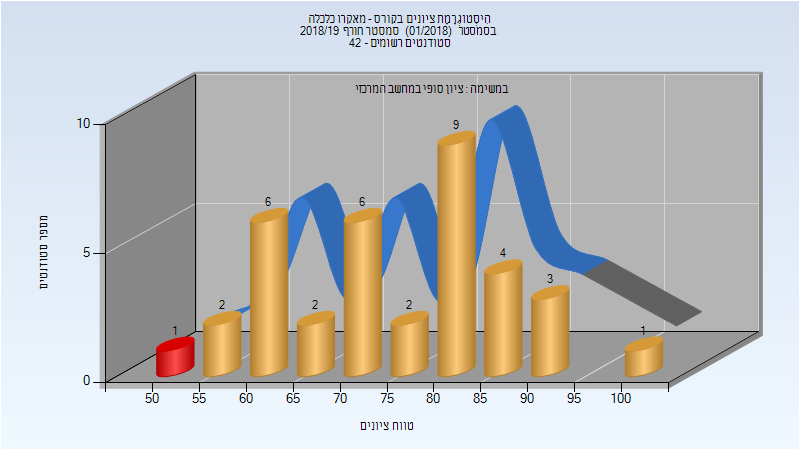 היסטוגרמת ציונים בקורס - מאקרו כלכלה
בסמסטר (01/2018) סמסטר חורף 2018/19
סטודנטים רשומים - 42
במשימה : ציון סופי במחשב המרכזי
מספר סטודנטים
10
5
0
1
2
6
2
6
2
9
4
3
1
50 55 60 65 70 75 80 85 90 95 100
טווח ציונים